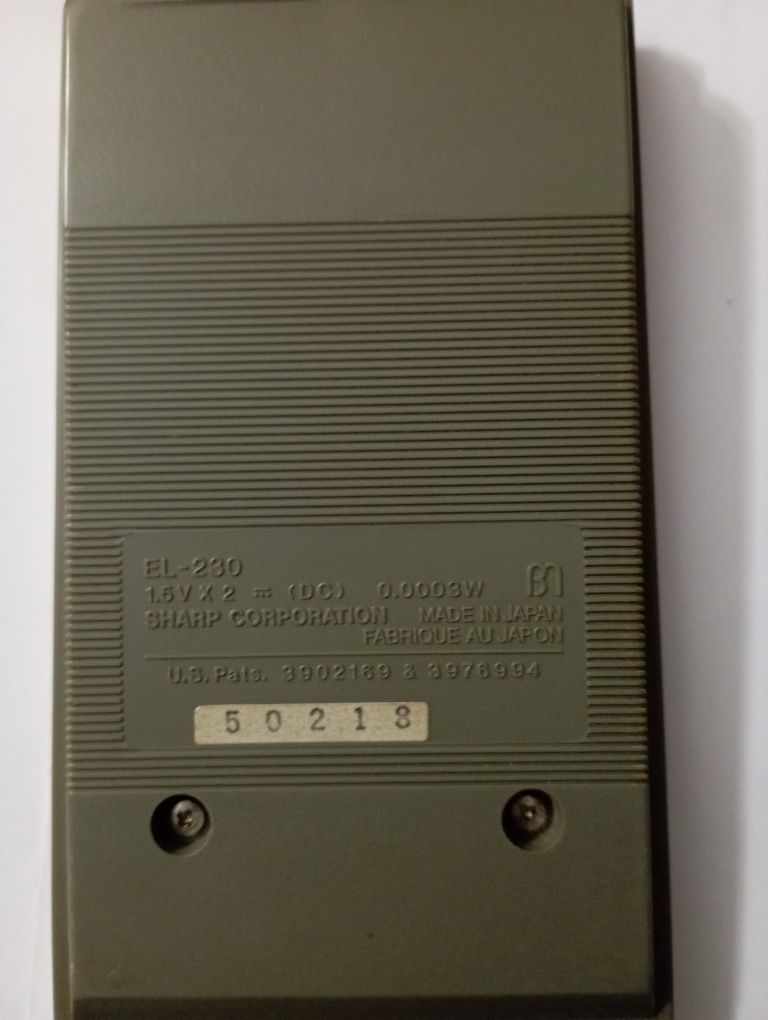 EL-230
1.5V X 2 ⎓ (DC) 0.0003W
SHARP CORPORATION MADE IN JAPAN
FABRIQUE AU JAPON
U.S. Pats. 3902169 & 3976994
50218